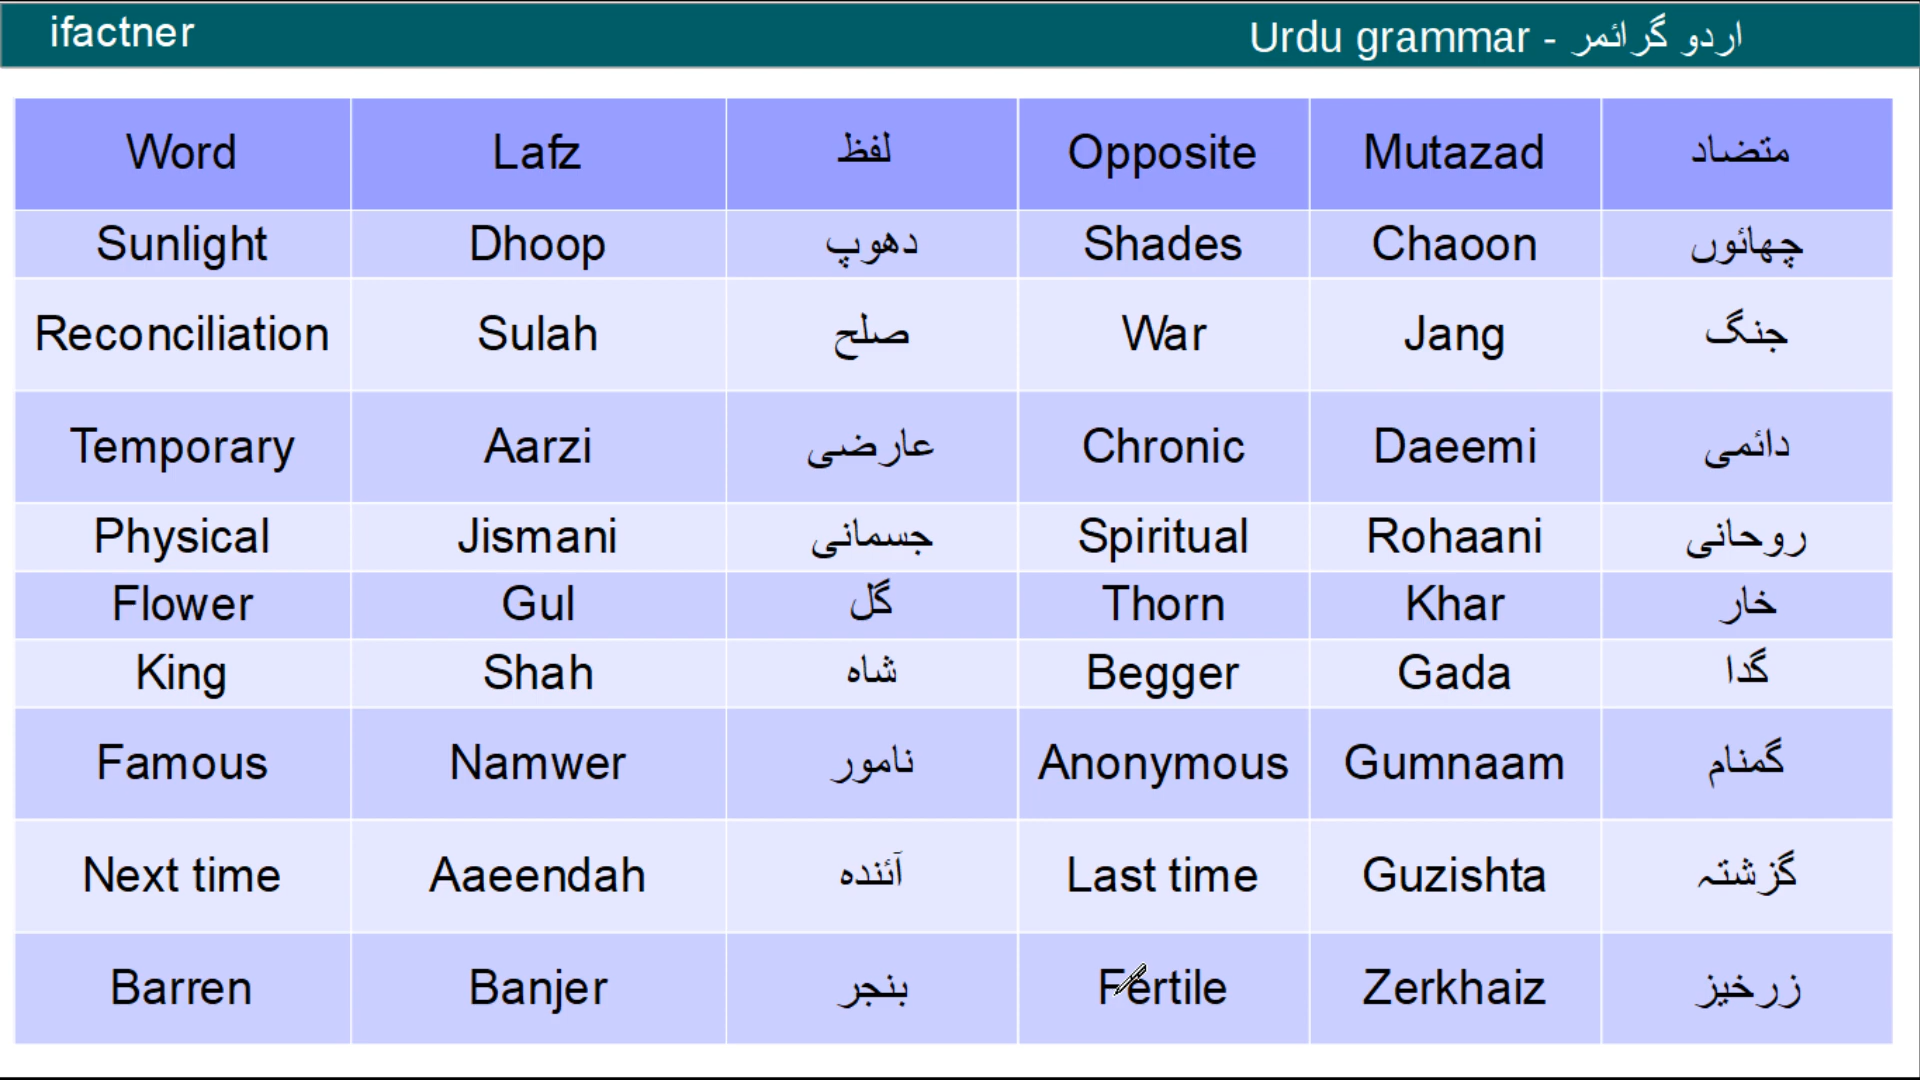 ifactner
Urdu grammar - اردو گرائمر
Word Lafz لفظ Opposite Mutazad متضاد
Sunlight Dhoop دھوپ Shades Chaoon چھائوں
Reconciliation Sulah صلح War Jang جنگ
Temporary Aarzi عارضی Chronic Daeemi دائمی
Physical Jismani جسمانی Spiritual Rohaani روحانی
Flower Gul گل Thorn Khar خار
King Shah شاہ Begger Gada گدا
Famous Namwer نامور Anonymous Gumnaam گمنام
Next time Aaeendah آئندہ Last time Guzishta گزشتہ
Barren Banjer بنجر Fertile Zerkhaiz زرخیز